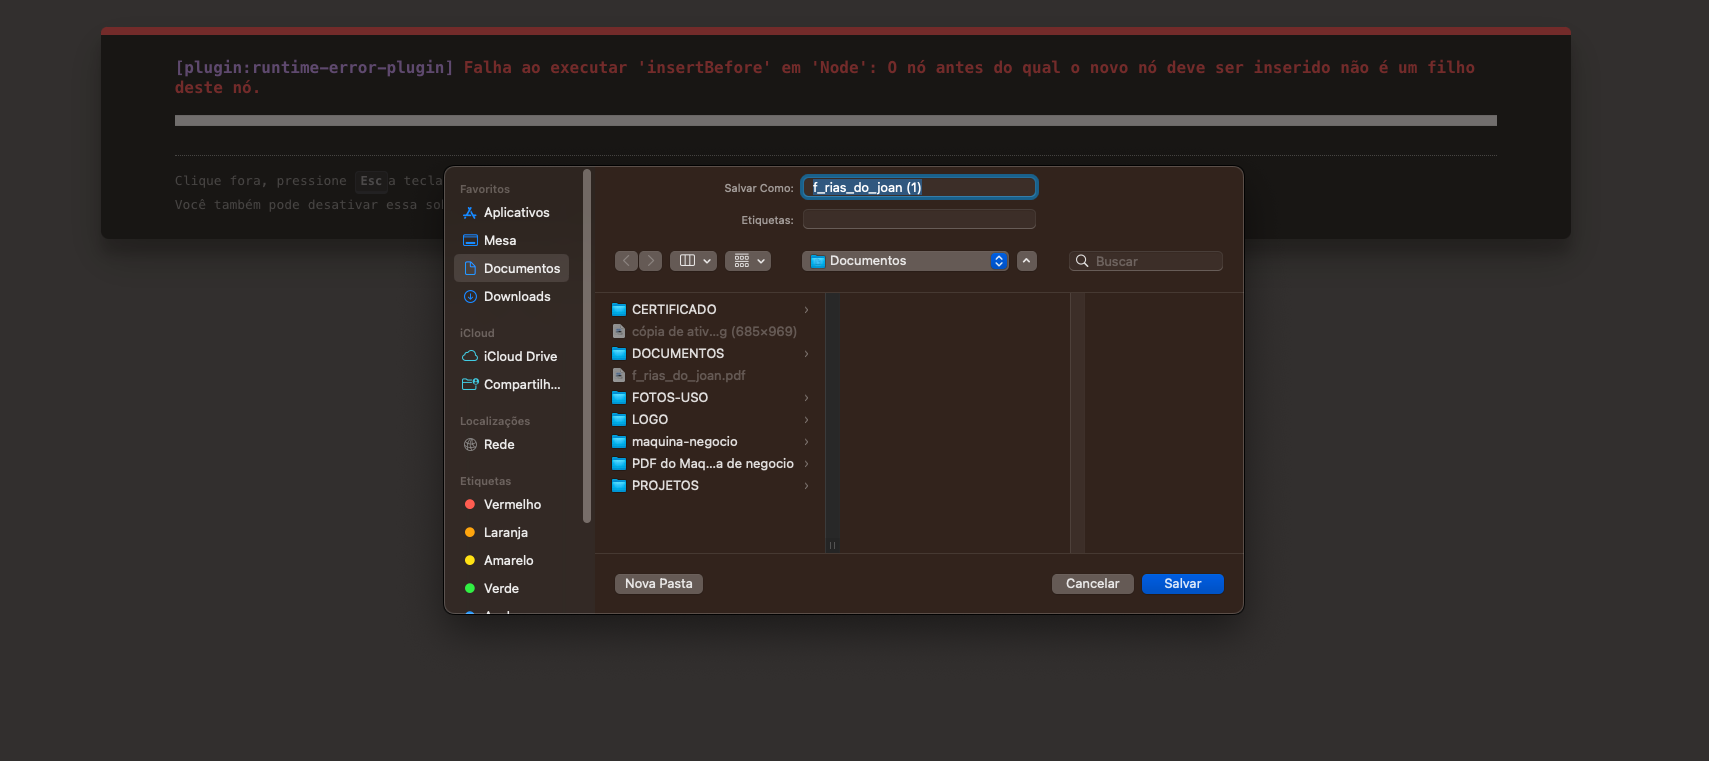 [plugin:runtime-error-plugin] Falha ao executar 'insertBefore' em 'Node': O nó antes do qual o novo nó deve ser inserido não é um filho
deste nó.
Clique fora, pressione Esc a tecla
Você também pode desativar essa
Favoritos
Aplicativos
Mesa
Documentos
Downloads
iCloud
iCloud Drive
Compartilh...
Localizações
Rede
Etiquetas
Vermelho
Laranja
Amarelo
Verde
Salvar Como: f_rias_do_joan (1)
Etiquetas:
Documentos
Buscar
CERTIFICADO
cópia de ativ...g (685×969)
DOCUMENTOS
f_rias_do_joan.pdf
FOTOS-USO
LOGO
maquina-negocio
PDF do Maq...a de negocio
PROJETOS
Nova Pasta
Cancelar
Salvar